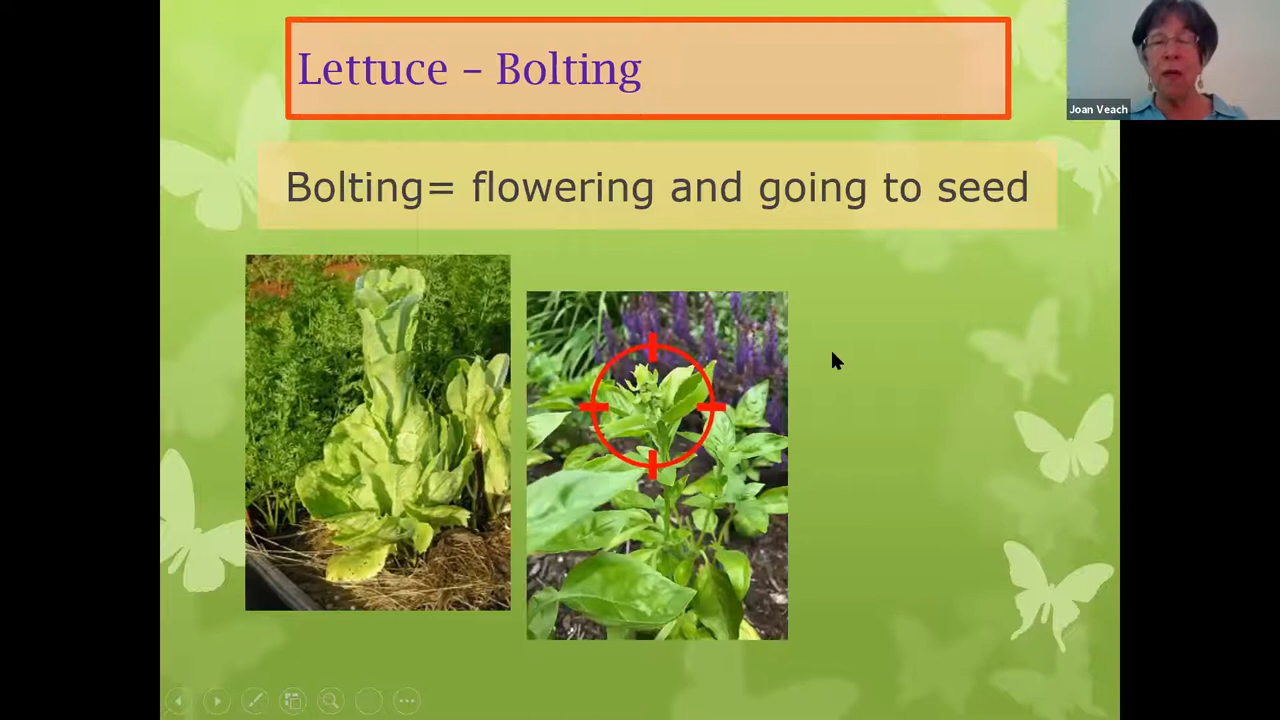 Lettuce – Bolting
Joan Veach
Bolting= flowering and going to seed